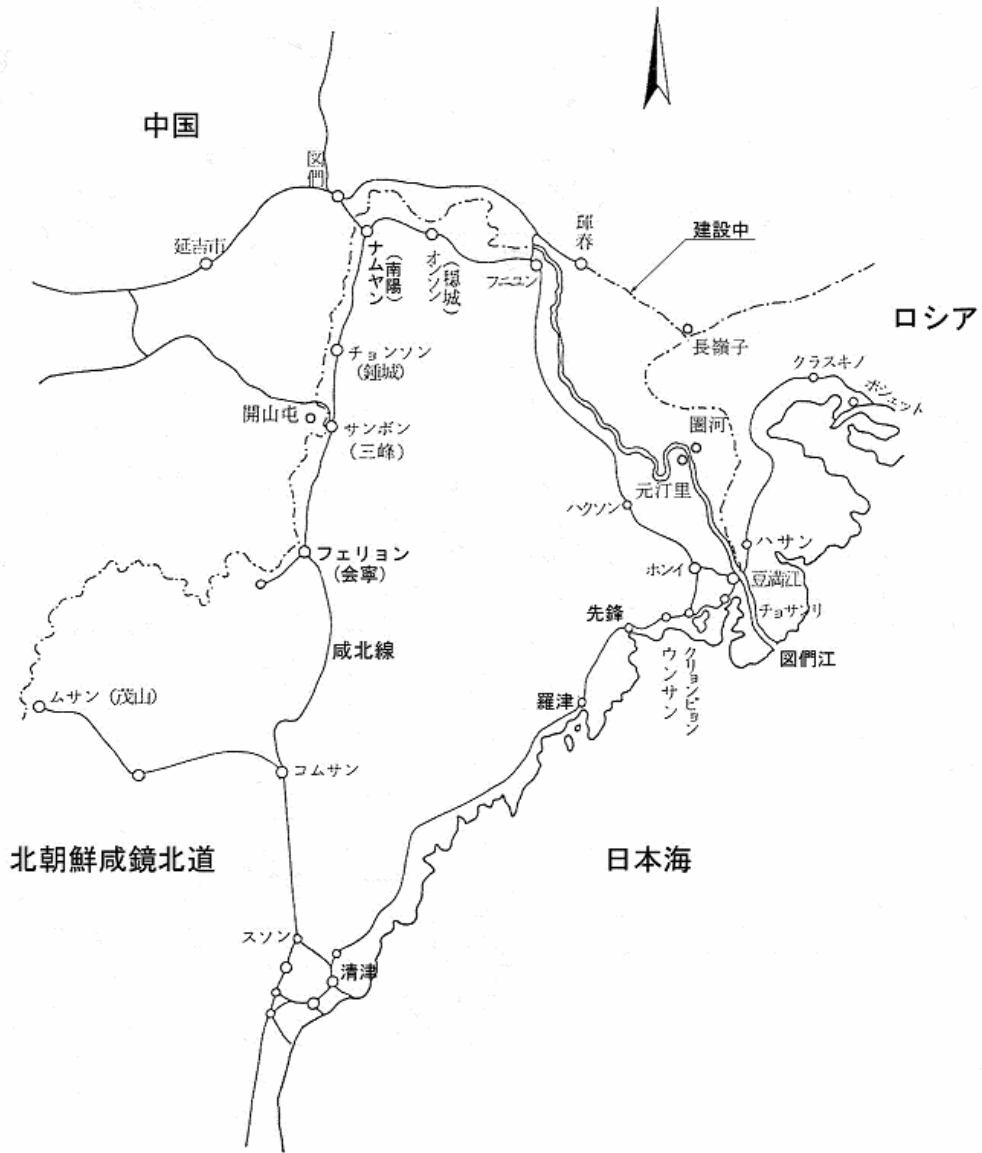 中国
図們
延吉市
ナムヤン
(南陽)
オンソン
(穏城)
フニュン
琿春
建設中
ロシア
長嶺子
クラスキノ
ポシェット
チョンソン
(鍾城)
開山屯
サンボン
(三峰)
圏河
元汀里
ハクソン
フェリョン
(会寧)
ハサン
ホンイ
豆満江
チョサンリ
先鋒
図們江
咸北線
ウンサン
クリョンピョン
ムサン(茂山)
羅津
コムサン
北朝鮮咸鏡北道
日本海
スソン
清津